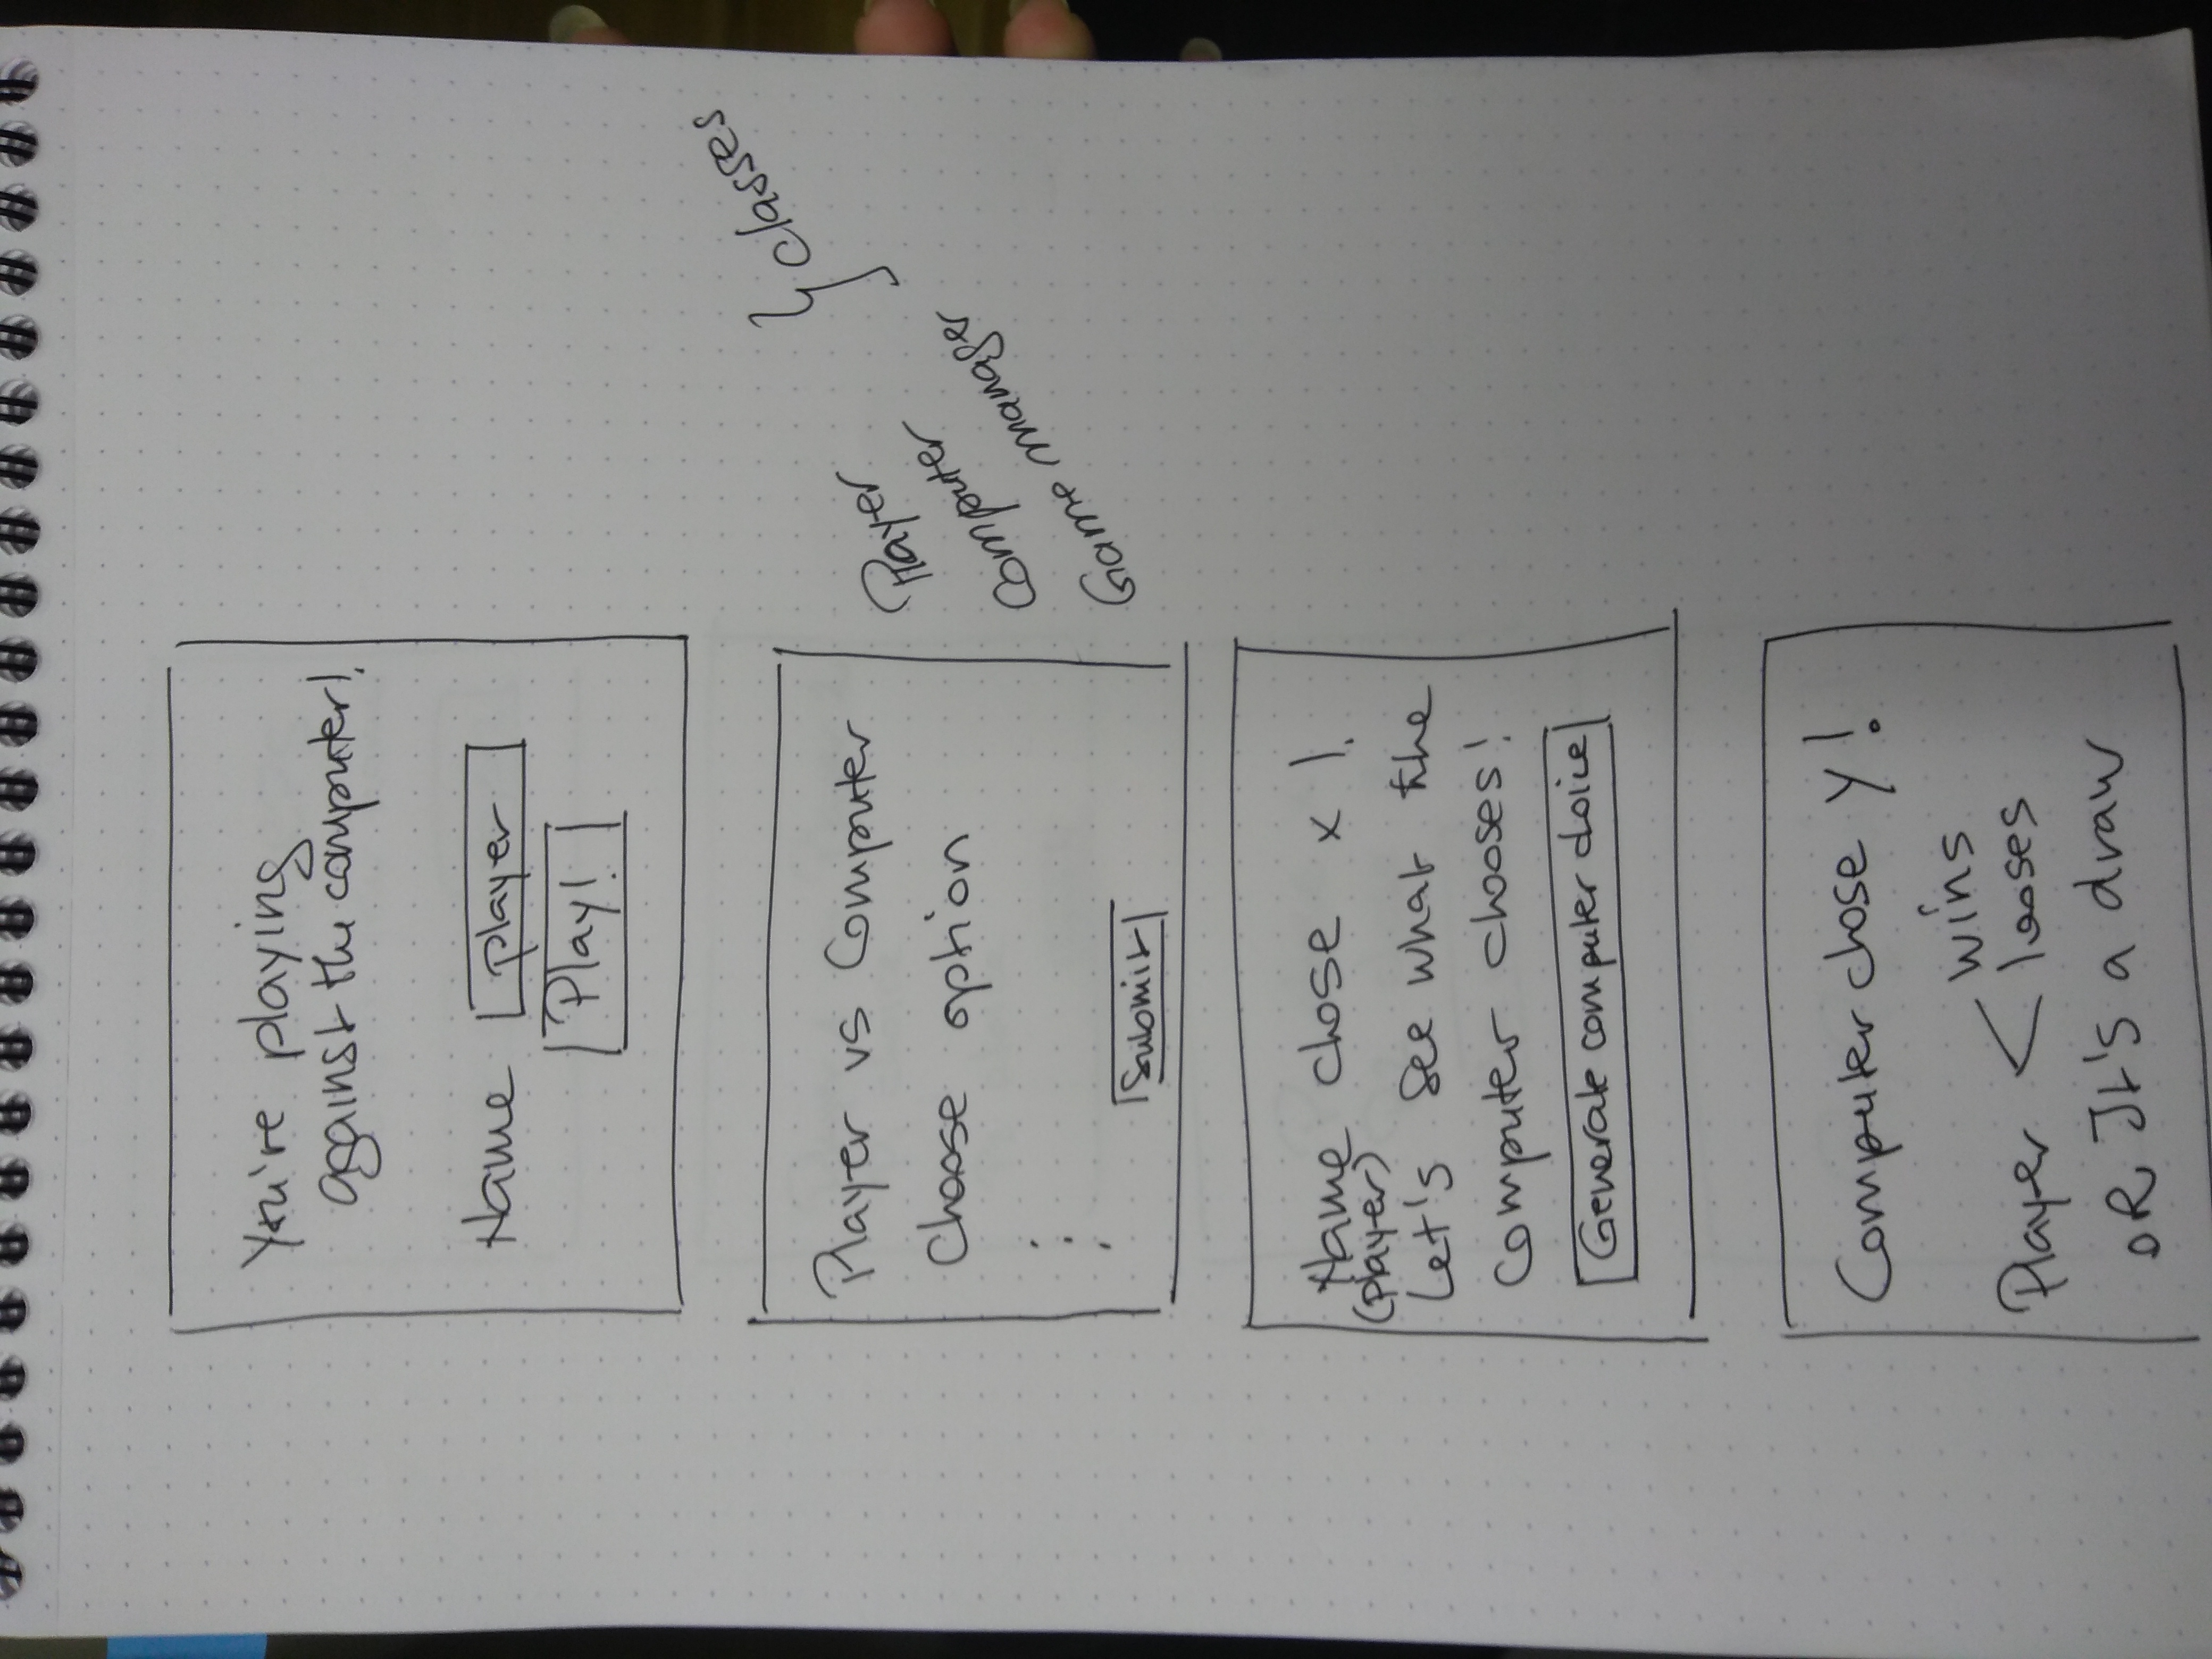 You're playing
against the computer!
Name player
Play!
Player vs Computer
Choose option
Submit
Player
Computer
Game manager
} classes
Name chose x !
(player)
Let's see what the
computer chooses!
Generate computer choice
Computer chose y!
wins
Player < looses
OR It's a draw